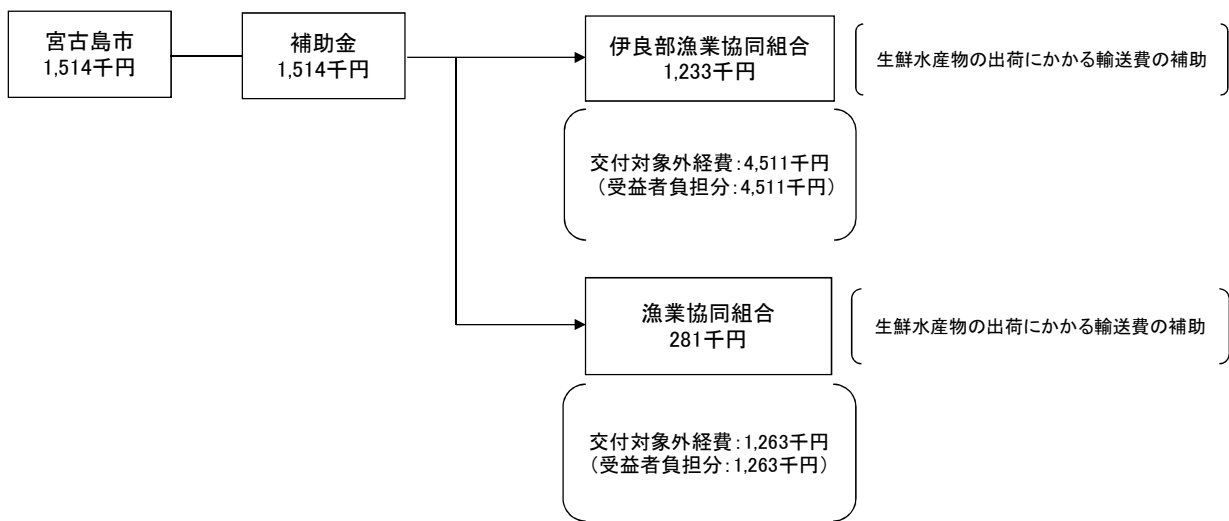 宮古島市
1,514千円
補助金
1,514千円
伊良部漁業協同組合
1,233千円
生鮮水産物の出荷にかかる輸送費の補助
交付対象外経費:4,511千円
(受益者負担分:4,511千円)
漁業協同組合
281千円
生鮮水産物の出荷にかかる輸送費の補助
交付対象外経費:1,263千円
(受益者負担分:1,263千円)